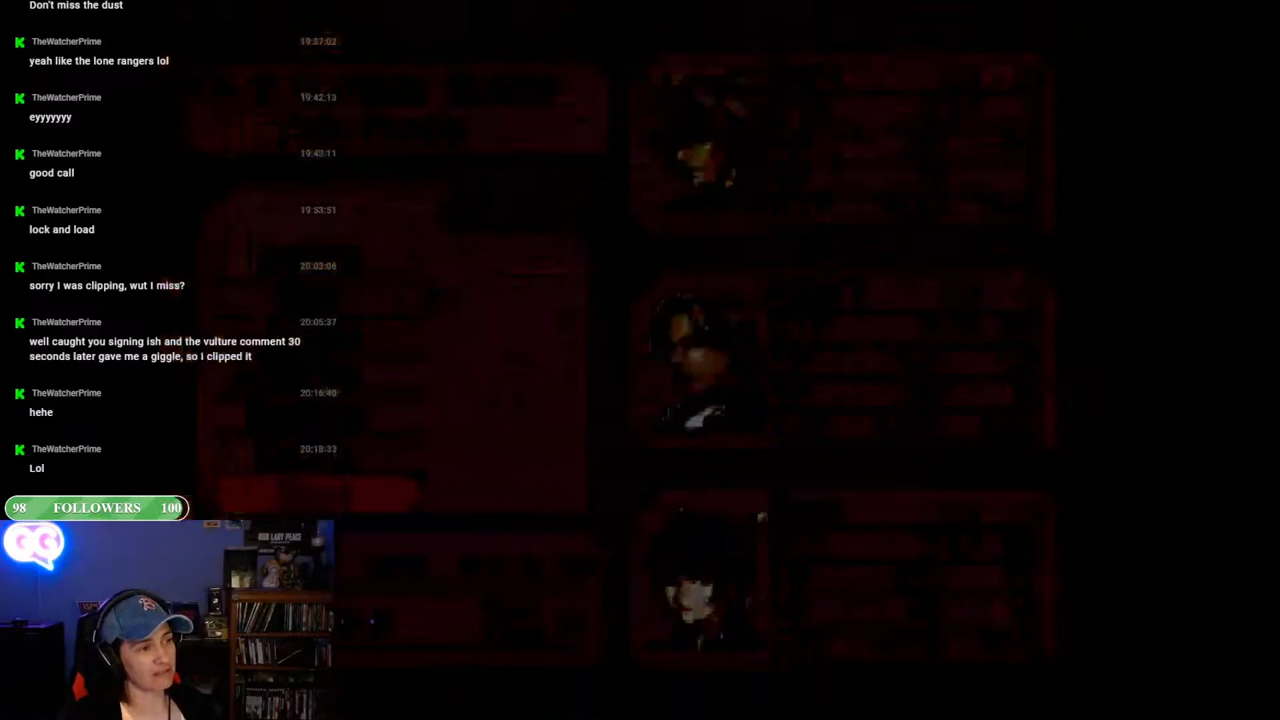 Don't miss the dust
TheWatcherPrime 19:37:02
yeah like the lone rangers lol
TheWatcherPrime 19:42:13
eyyyyyyy
TheWatcherPrime 19:43:11
good call
TheWatcherPrime 19:53:51
lock and load
TheWatcherPrime 20:03:06
sorry I was clipping, wut I miss?
TheWatcherPrime 20:05:37
well caught you signing ish and the vulture comment 30
seconds later gave me a giggle, so I clipped it
TheWatcherPrime 20:16:40
hehe
TheWatcherPrime 20:18:33
Lol
98 FOLLOWERS 100
GG
OUR LADY PEACE